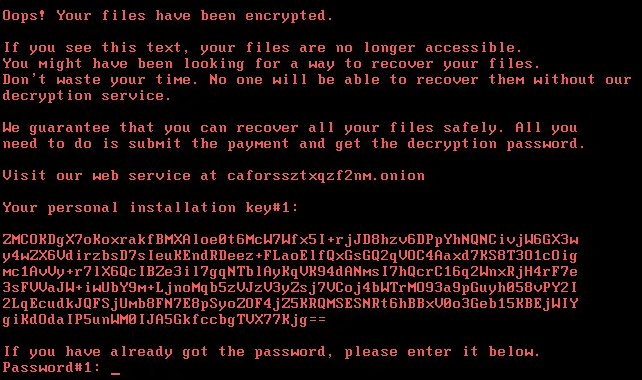 Oops! Your files have been encrypted.
If you see this text, your files are no longer accessible.
You might have been looking for a way to recover your files.
Don't waste your time. No one will be able to recover them without our
decryption service.
We guarantee that you can recover all your files safely. All you
need to do is submit the payment and get the decryption password.
Visit our web service at caforssztxqzf2nm.onion
Your personal installation key#1:
ZMCOKDgX7oKoxrakfBMXAloe0t6McW7Wfx5I+rjJD8hzv6DPpYhNQNCivjW6GX3w
y4wZX6VdirzbsD7sIeuKEndRDeez+FLaoElfQxGsGQ2qVOC4Aaxd7KS8T3O1cOig
mc1AvVy+r7lX6QcIBZe3il7gqNTblAyKqVK94dANmsI7hQcrC16q2WnxRjH4rF7e
3sFVVaJW+iwUbY9m+LjnoMqb5zVJzV3yZsj7VCoj4bWTrMO93a9pGuyh058vPY2I
2LqEcudkJQFSjUmb8FN7E8pSyoZOF4jZ5KRQMSESNRt6hBBxV0o3Geb15KBEjWIY
giKdOdaIP5unWM0IJA5GkfccbgTVX77Kjg==
If you have already got the password, please enter it below.
Password#1: _